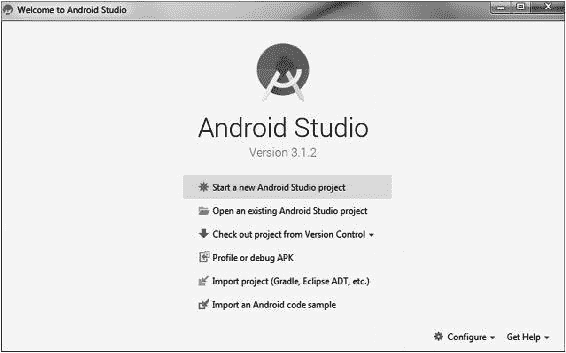 Welcome to Android Studio
Android Studio
Version 3.1.2
Start a new Android Studio project
Open an existing Android Studio project
Check out project from Version Control
Profile or debug APK
Import project (Gradle, Eclipse ADT, etc.)
Import an Android code sample
Configure Get Help